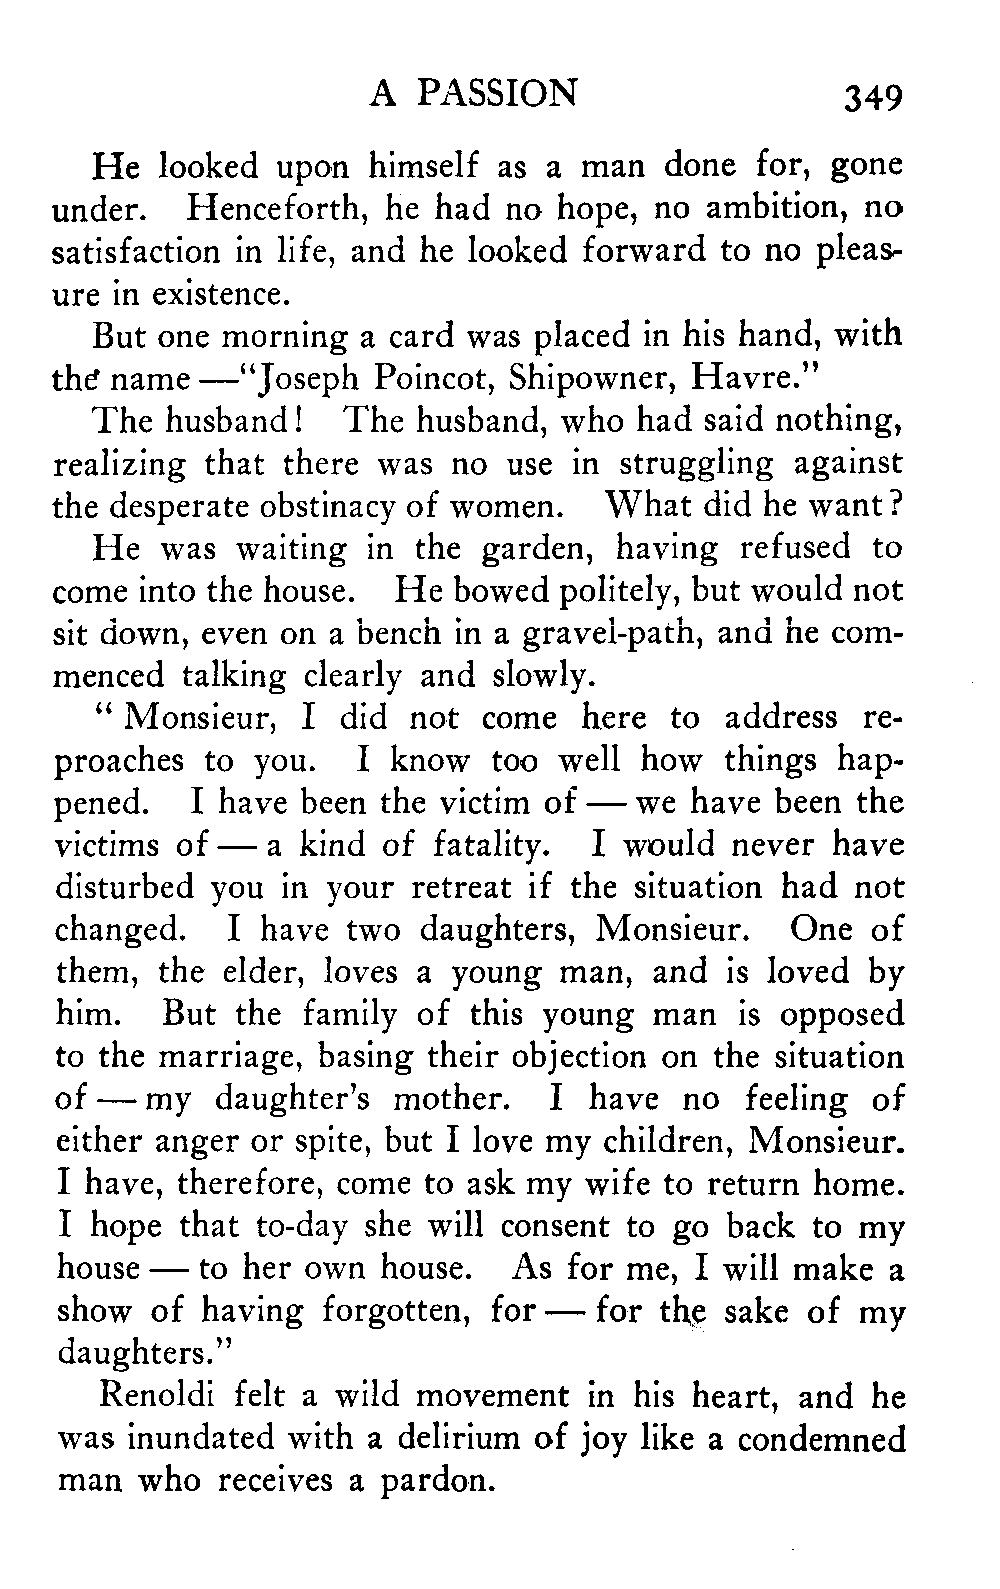 A PASSION 349
He looked upon himself as a man done for, gone
under. Henceforth, he had no hope, no ambition, no
satisfaction in life, and he looked forward to no pleas-
ure in existence.
But one morning a card was placed in his hand, with
the name —"Joseph Poincot, Shipowner, Havre."
The husband! The husband, who had said nothing,
realizing that there was no use in struggling against
the desperate obstinacy of women. What did he want?
He was waiting in the garden, having refused to
come into the house. He bowed politely, but would not
sit down, even on a bench in a gravel-path, and he com-
menced talking clearly and slowly.
" Monsieur, I did not come here to address re-
proaches to you. I know too well how things hap-
pened. I have been the victim of — we have been the
victims of — a kind of fatality. I would never have
disturbed you in your retreat if the situation had not
changed. I have two daughters, Monsieur. One of
them, the elder, loves a young man, and is loved by
him. But the family of this young man is opposed
to the marriage, basing their objection on the situation
of — my daughter's mother. I have no feeling of
either anger or spite, but I love my children, Monsieur.
I have, therefore, come to ask my wife to return home.
I hope that to-day she will consent to go back to my
house — to her own house. As for me, I will make a
show of having forgotten, for — for the sake of my
daughters."
Renoldi felt a wild movement in his heart, and he
was inundated with a delirium of joy like a condemned
man who receives a pardon.